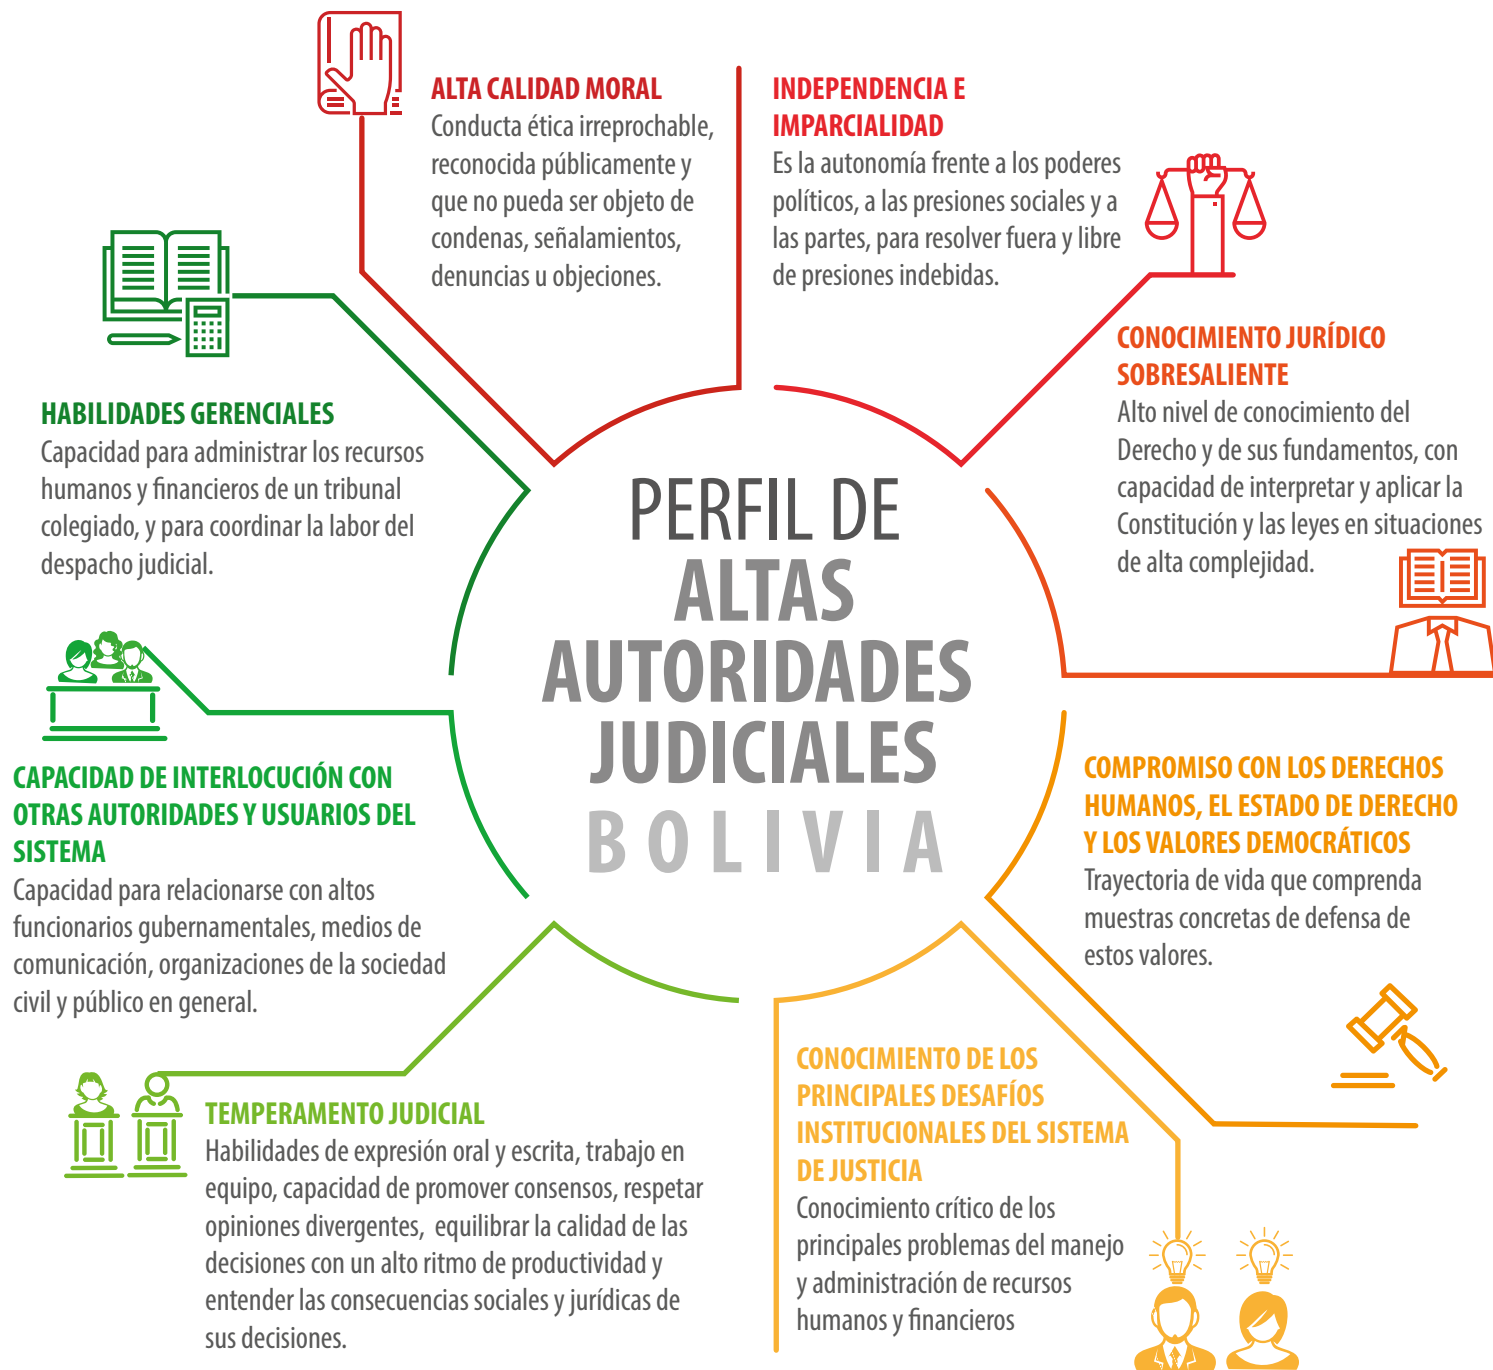 PERFIL DE
ALTAS
AUTORIDADES
JUDICIALES
BOLIVIA
ALTA CALIDAD MORAL
Conducta ética irreprochable,
reconocida públicamente y
que no pueda ser objeto de
condenas, señalamientos,
denuncias u objeciones.
INDEPENDENCIA E
IMPARCIALIDAD
Es la autonomía frente a los poderes
políticos, a las presiones sociales y a
las partes, para resolver fuera y libre
de presiones indebidas.
CONOCIMIENTO JURÍDICO
SOBRESALIENTE
Alto nivel de conocimiento del
Derecho y de sus fundamentos, con
capacidad de interpretar y aplicar la
Constitución y las leyes en situaciones
de alta complejidad.
COMPROMISO CON LOS DERECHOS
HUMANOS, EL ESTADO DE DERECHO
Y LOS VALORES DEMOCRÁTICOS
Trayectoria de vida que comprenda
muestras concretas de defensa de
estos valores.
CONOCIMIENTO DE LOS
PRINCIPALES DESAFÍOS
INSTITUCIONALES DEL SISTEMA
DE JUSTICIA
Conocimiento crítico de los
principales problemas del manejo
y administración de recursos
humanos y financieros
TEMPERAMENTO JUDICIAL
Habilidades de expresión oral y escrita, trabajo en
equipo, capacidad de promover consensos, respetar
opiniones divergentes, equilibrar la calidad de las
decisiones con un alto ritmo de productividad y
entender las consecuencias sociales y jurídicas de
sus decisiones.
CAPACIDAD DE INTERLOCUCIÓN CON
OTRAS AUTORIDADES Y USUARIOS DEL
SISTEMA
Capacidad para relacionarse con altos
funcionarios gubernamentales, medios de
comunicación, organizaciones de la sociedad
civil y público en general.
HABILIDADES GERENCIALES
Capacidad para administrar los recursos
humanos y financieros de un tribunal
colegiado, y para coordinar la labor del
despacho judicial.